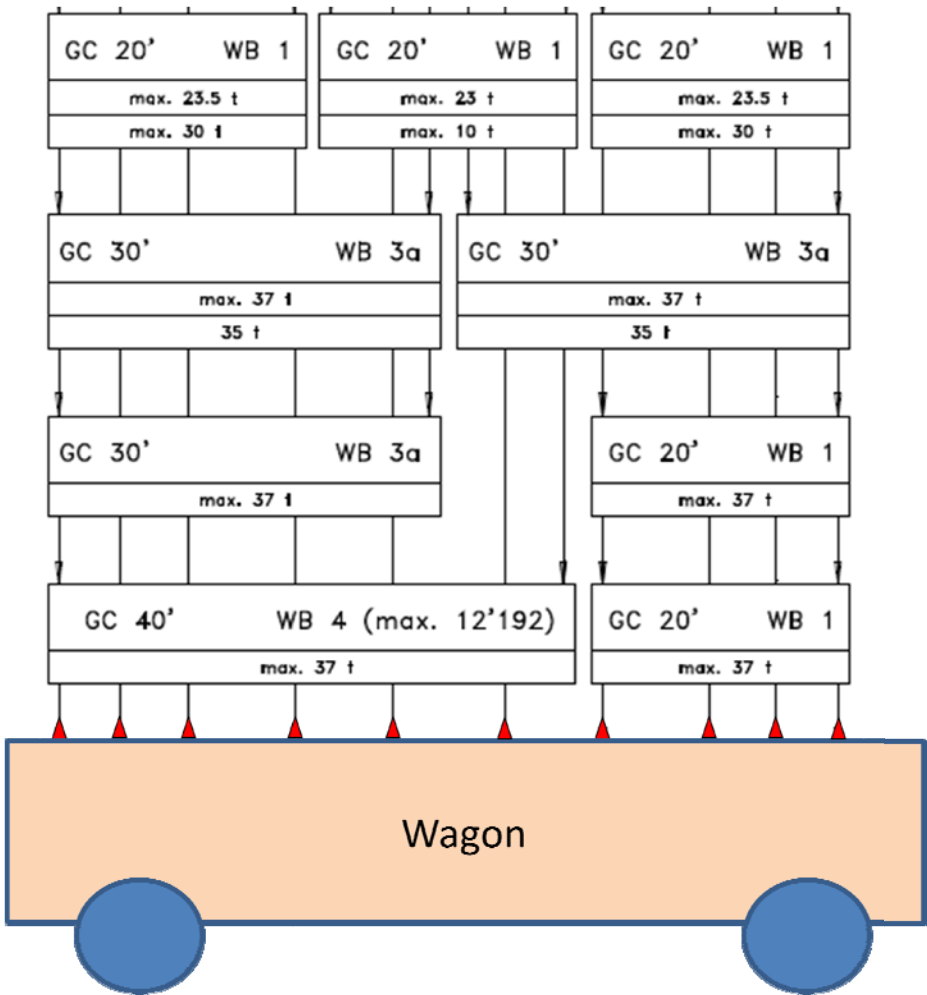 GC 20' WB 1 GC 20' WB 1 GC 20' WB 1
max. 23.5 t max. 23 t max. 23.5 t
max. 30 t max. 10 t max. 30 t
GC 30' WB 3a GC 30' WB 3a
max. 37 t max. 37 t
35 t 35 t
GC 30' WB 3a GC 20' WB 1
max. 37 t max. 37 t
GC 40' WB 4 (max. 12'192) GC 20' WB 1
max. 37 t max. 37 t
Wagon